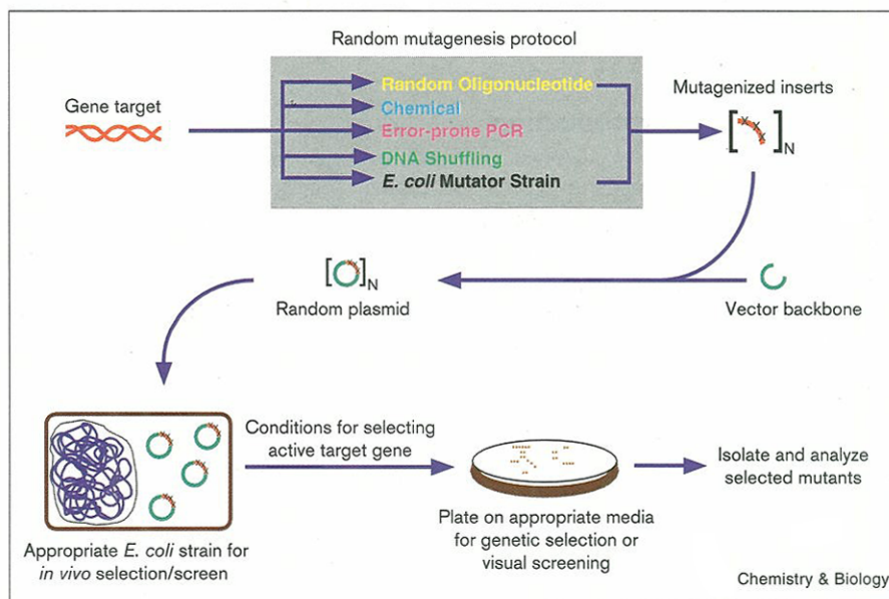 Random mutagenesis protocol
Gene target
Random Oligonucleotide
Chemical
Error-prone PCR
DNA Shuffling
E. coli Mutator Strain
Mutagenized inserts
[ ]N
[ ]N
Random plasmid
Vector backbone
Conditions for selecting
active target gene
Isolate and analyze
selected mutants
Appropriate E. coli strain for
in vivo selection/screen
Plate on appropriate media
for genetic selection or
visual screening
Chemistry & Biology